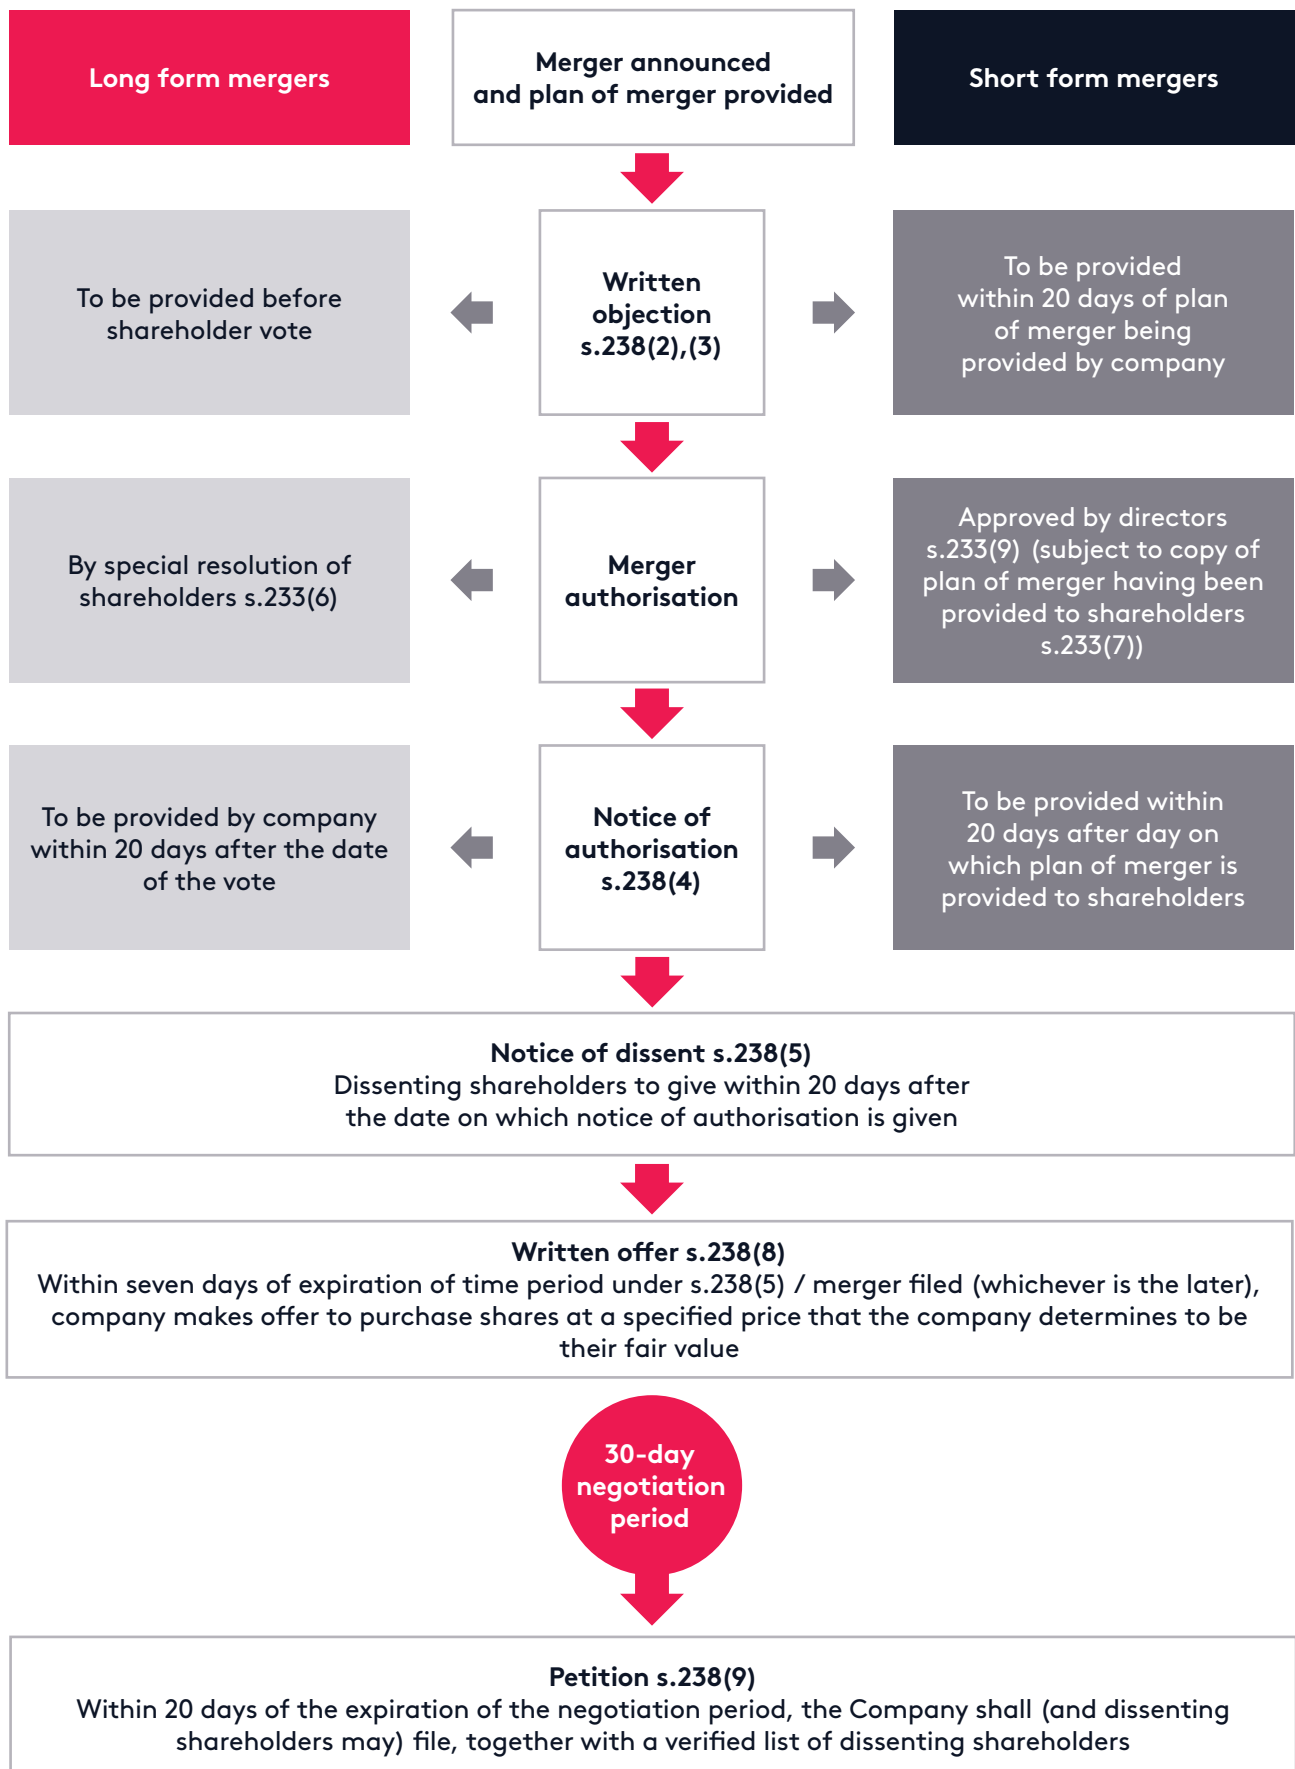 Long form mergers
Merger announced
and plan of merger provided
Short form mergers
To be provided before
shareholder vote
Written
objection
s.238(2),(3)
To be provided
within 20 days of plan
of merger being
provided by company
By special resolution of
shareholders s.233(6)
Merger
authorisation
Approved by directors
s.233(9) (subject to copy of
plan of merger having been
provided to shareholders
s.233(7))
To be provided by company
within 20 days after the date
of the vote
Notice of
authorisation
s.238(4)
To be provided within
20 days after day on
which plan of merger is
provided to shareholders
Notice of dissent s.238(5)
Dissenting shareholders to give within 20 days after
the date on which notice of authorisation is given
Written offer s.238(8)
Within seven days of expiration of time period under s.238(5) / merger filed (whichever is the later),
company makes offer to purchase shares at a specified price that the company determines to be
their fair value
30-day
negotiation
period
Petition s.238(9)
Within 20 days of the expiration of the negotiation period, the Company shall (and dissenting
shareholders may) file, together with a verified list of dissenting shareholders